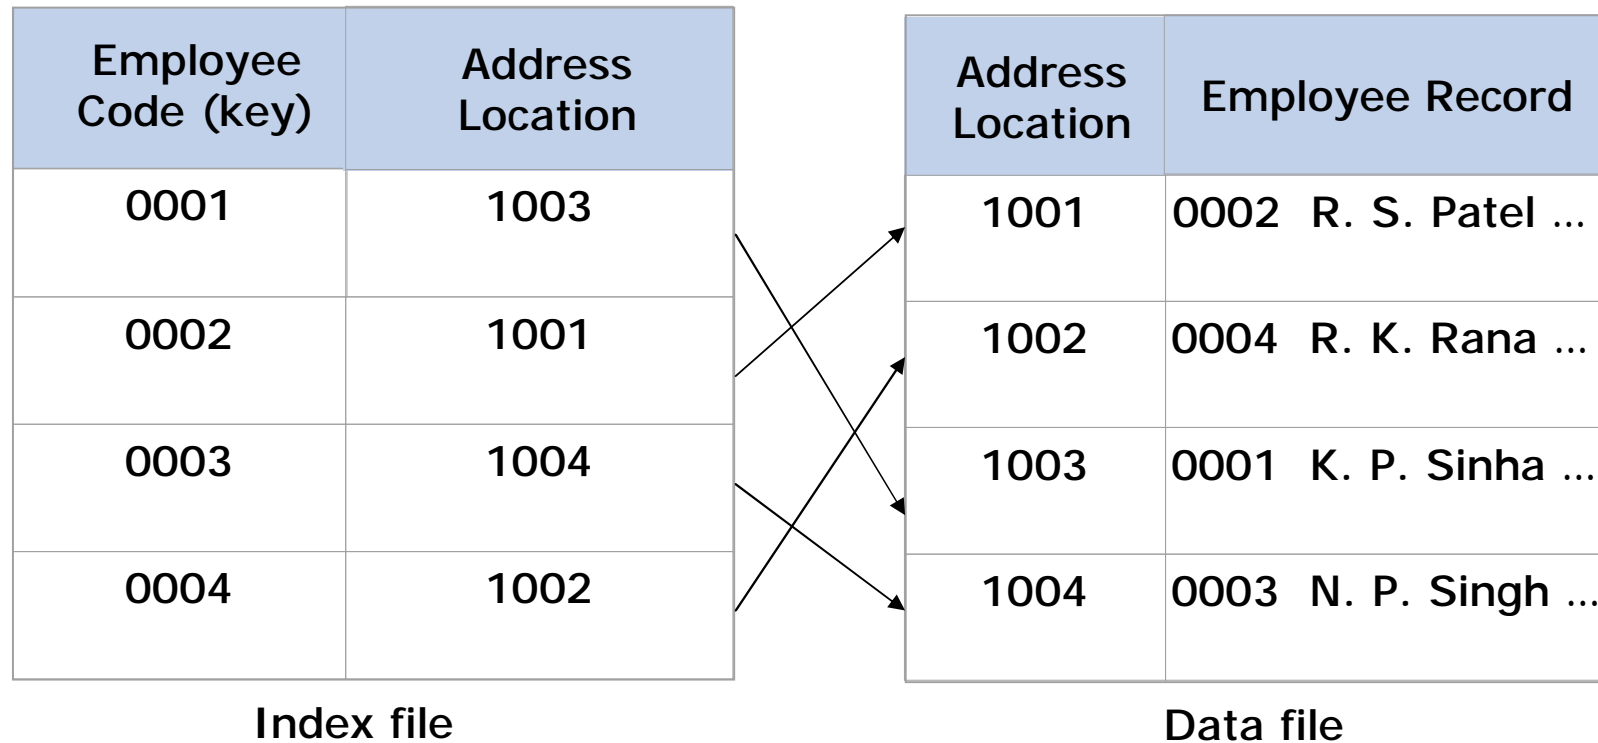 Employee Code (key) Address Location
0001 1003
0002 1001
0003 1004
0004 1002
Index file
Address Location Employee Record
1001 0002 R. S. Patel ...
1002 0004 R. K. Rana ...
1003 0001 K. P. Sinha ...
1004 0003 N. P. Singh ...
Data file